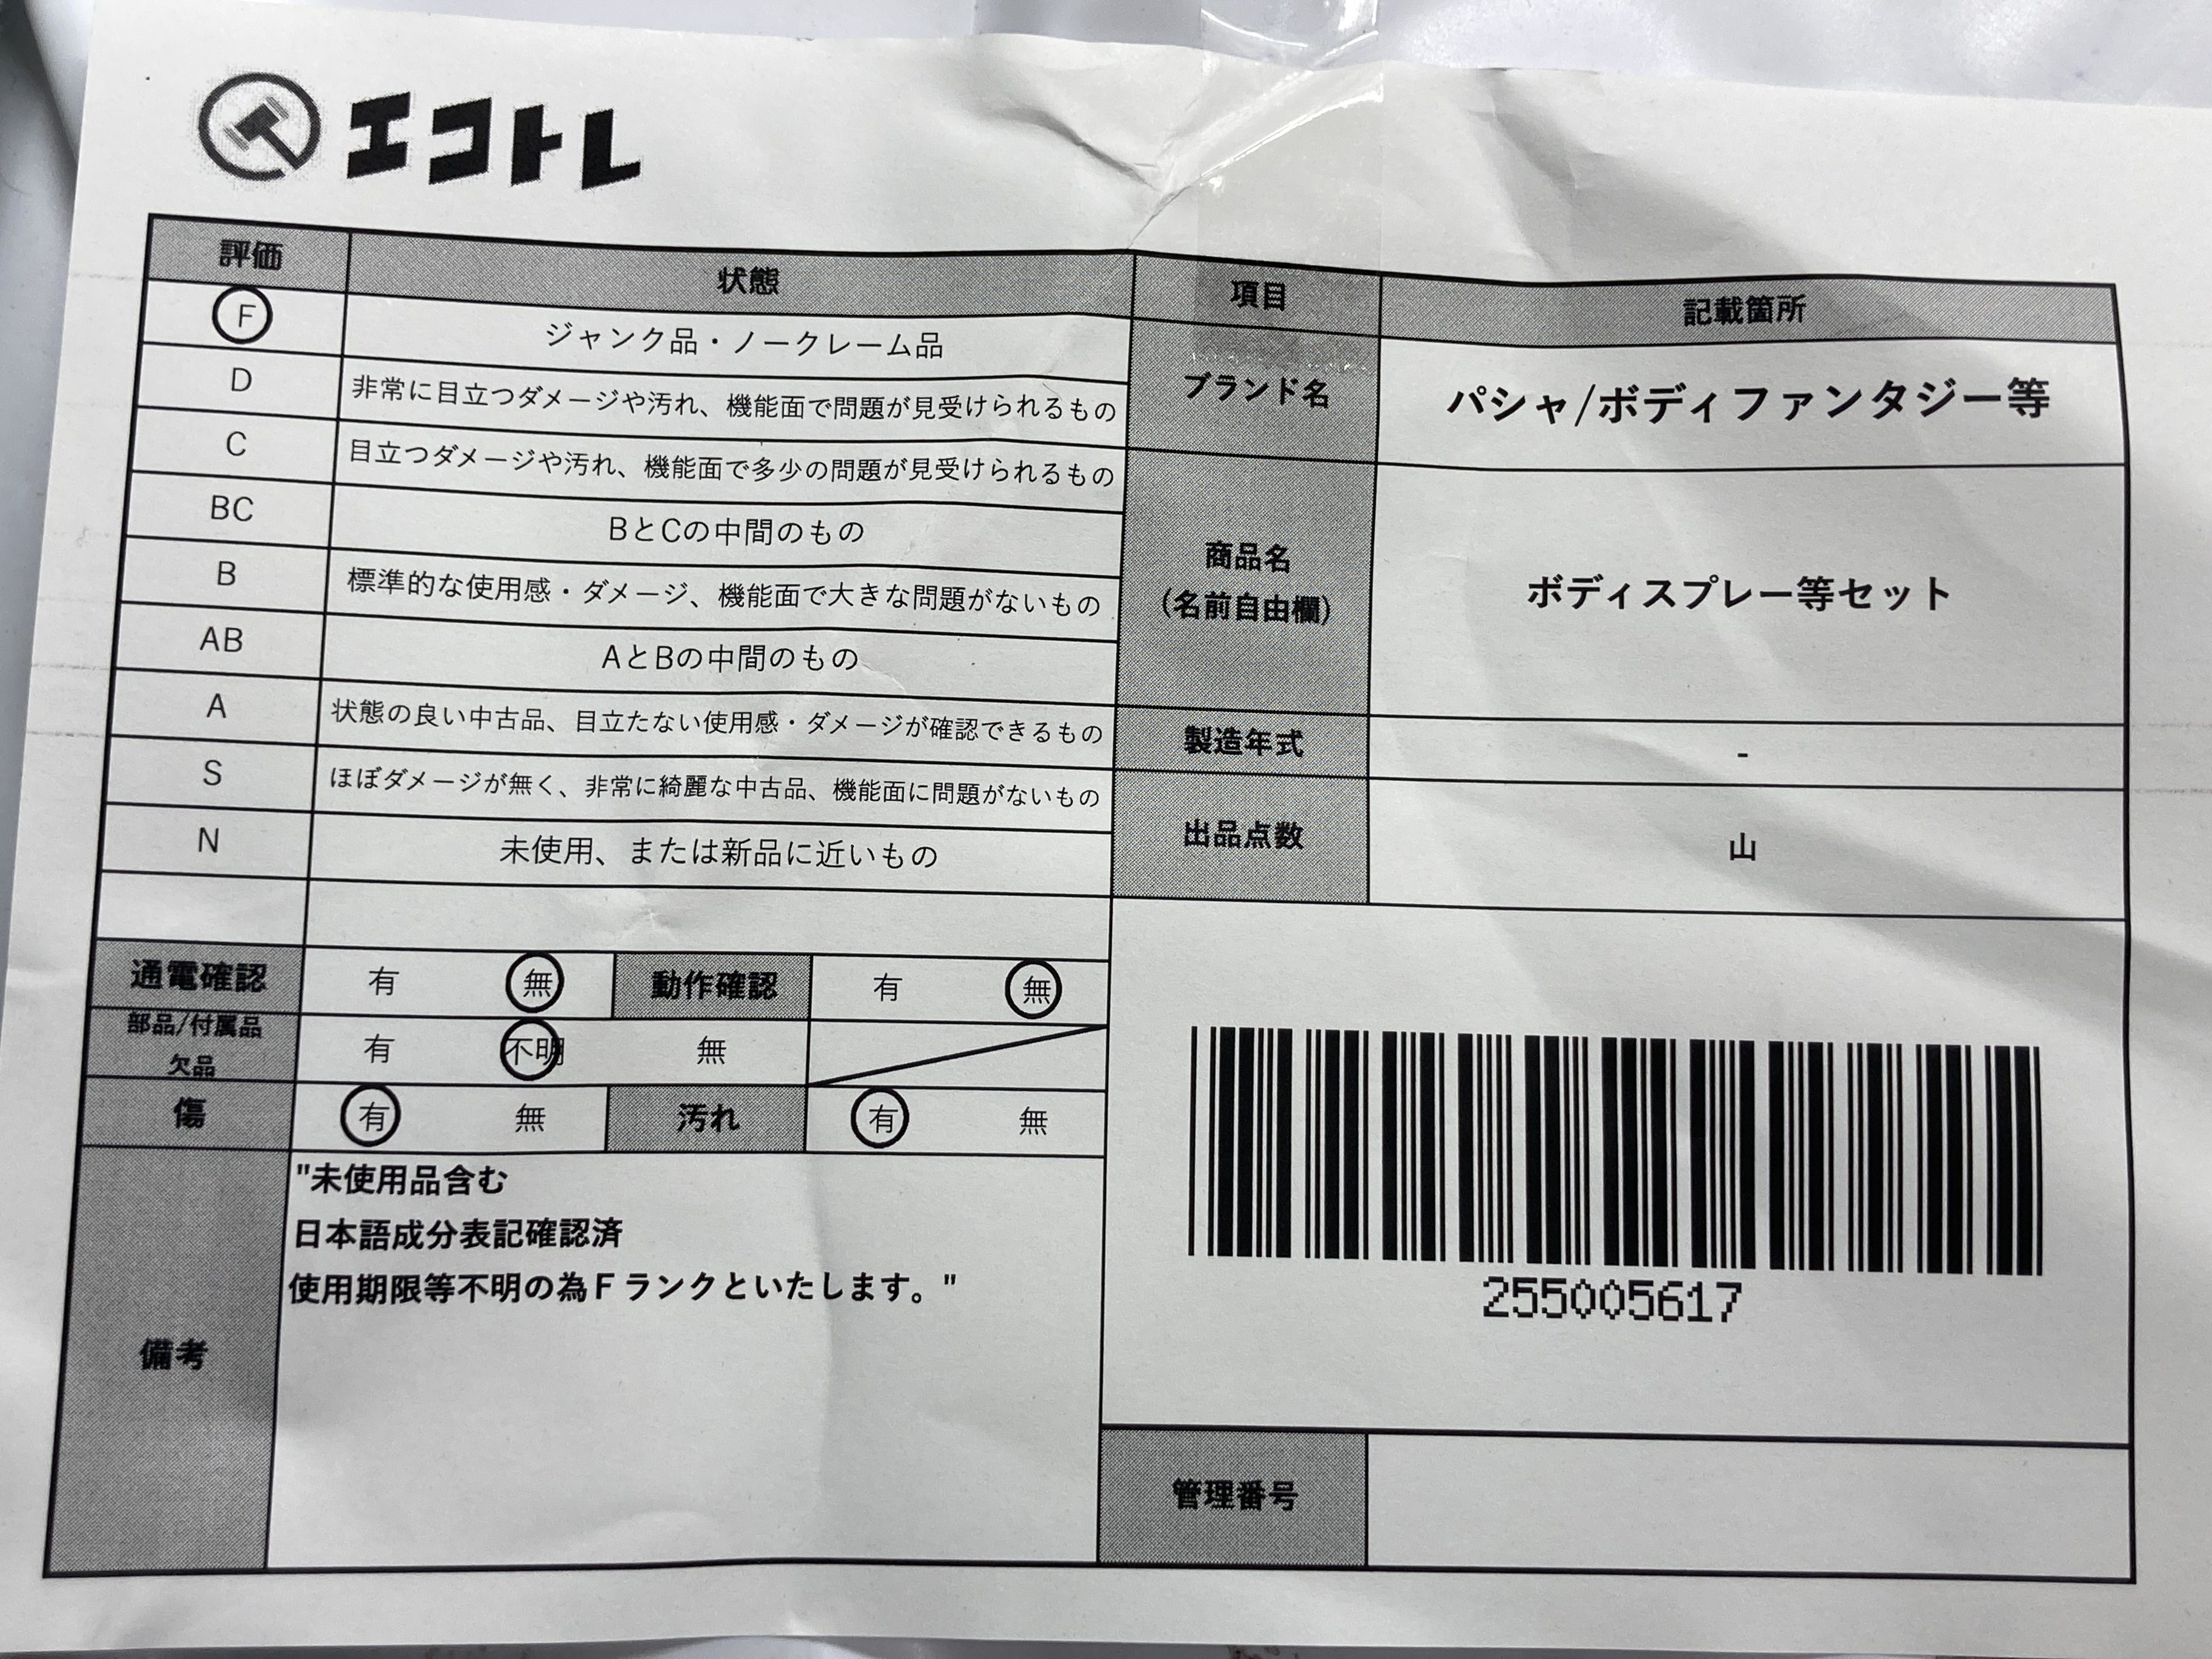 エコトレ
評価 状態
F ジャンク品・ノークレーム品
D 非常に目立つダメージや汚れ、機能面で問題が見受けられるもの
C 目立つダメージや汚れ、機能面で多少の問題が見受けられるもの
BC BとCの中間のもの
B 標準的な使用感・ダメージ、機能面で大きな問題がないもの
AB AとBの中間のもの
A 状態の良い中古品、目立たない使用感・ダメージが確認できるもの
S ほぼダメージが無く、非常に綺麗な中古品、機能面に問題がないもの
N 未使用、または新品に近いもの
通電確認 有 無 動作確認 有 無
部品/付属品
欠品
有 不明 無
傷 有 無 汚れ 有 無
備考
"未使用品含む
日本語成分表記確認済
使用期限等不明の為Fランクといたします。"
項目 記載箇所
ブランド名 パシャ/ボディファンタジー等
商品名
(名前自由欄)
ボディスプレー等セット
製造年式 -
出品点数 山
255005617
管理番号